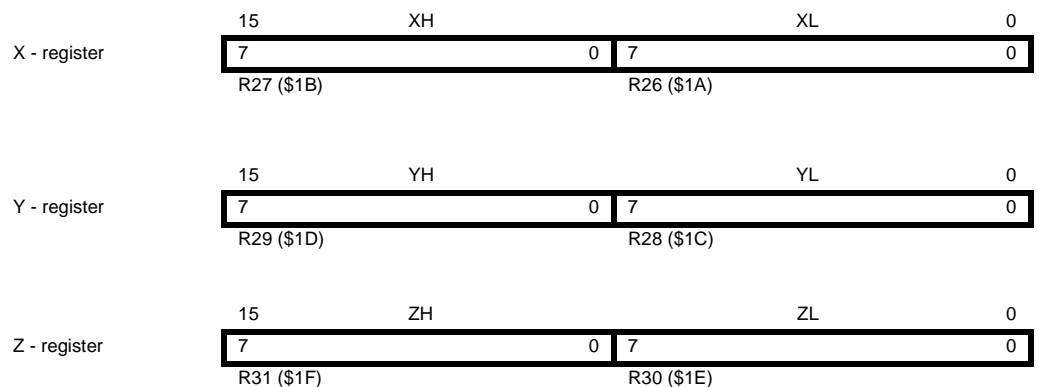 15 XH XL 0
X - register 7 0 7 0
R27 ($1B) R26 ($1A)
15 YH YL 0
Y - register 7 0 7 0
R29 ($1D) R28 ($1C)
15 ZH ZL 0
Z - register 7 0 7 0
R31 ($1F) R30 ($1E)